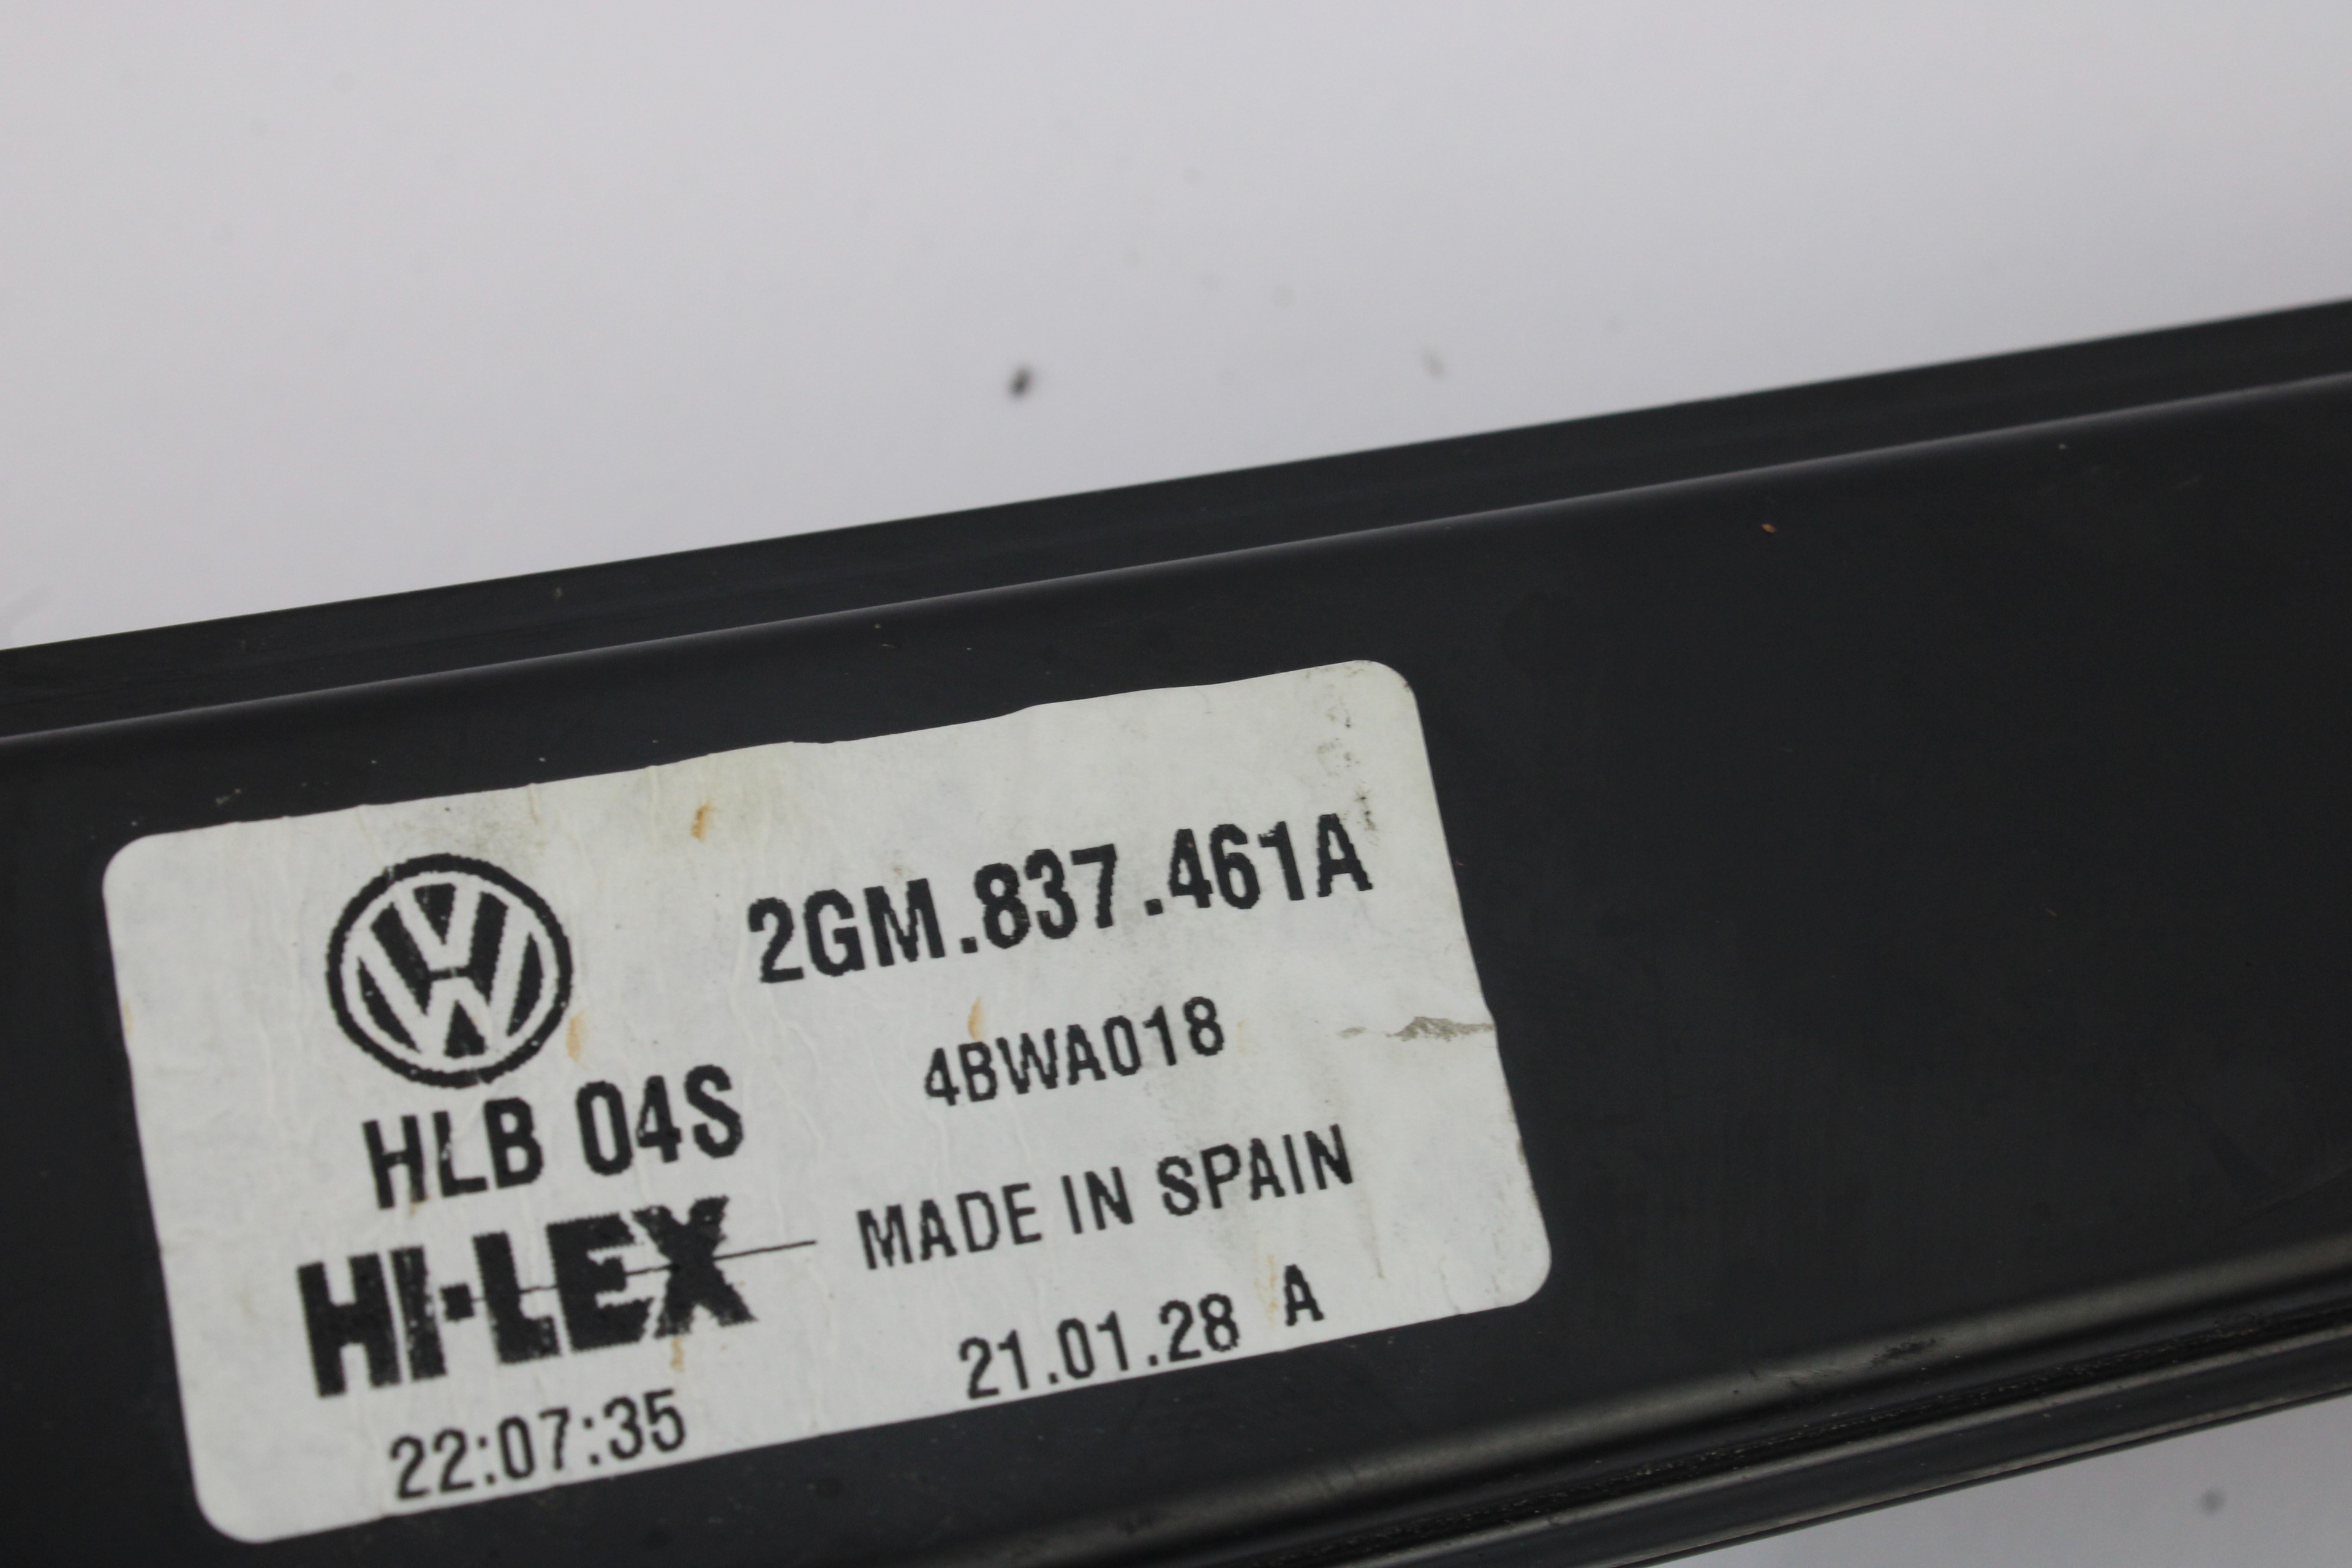 2GM.837.461A
4BWA018
HLB 04S
MADE IN SPAIN
HI-LEX
21.01.28 A
22:07:35